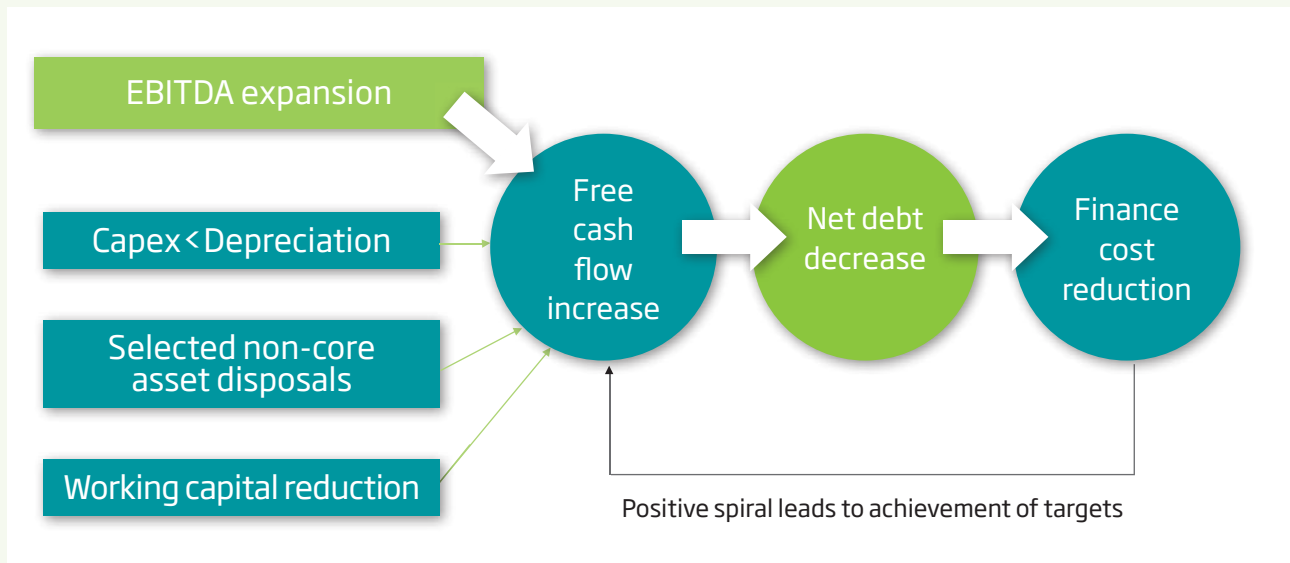 EBITDA expansion
Capex<Depreciation
Selected non-core
asset disposals
Working capital reduction
Free
cash
flow
increase
Net debt
decrease
Finance
cost
reduction
Positive spiral leads to achievement of targets